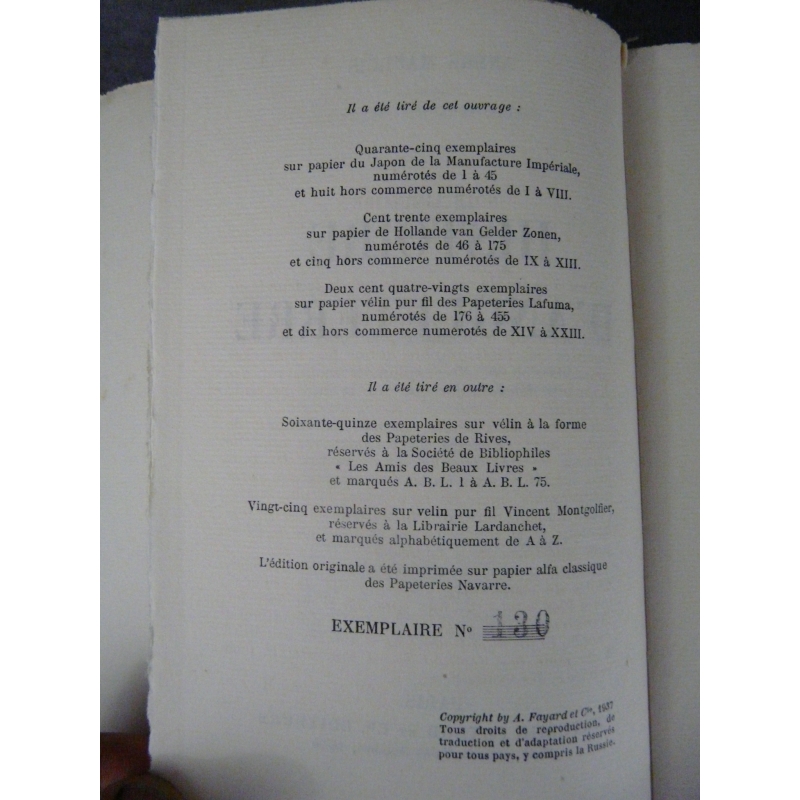 Il a été tiré de cet ouvrage :
Quarante-cinq exemplaires
sur papier du Japon de la Manufacture Impériale,
numérotés de 1 à 45
et huit hors commerce numérotés de I à VIII.
Cent trente exemplaires
sur papier de Hollande van Gelder Zonen,
numérotés de 46 à 175
et cinq hors commerce numérotés de IX à XIII.
Deux cent quatre-vingts exemplaires
sur papier vélin pur fil des Papeteries Lafuma,
numérotés de 176 à 455
et dix hors commerce numerotés de XIV à XXIII.
Il a été tiré en outre :
Soixante-quinze exemplaires sur vélin à la forme
des Papeteries de Rives,
réservés à la Société de Bibliophiles
« Les Amis des Beaux Livres »
et marqués A. B. L. 1 à A. B. L. 75.
Vingt-cinq exemplaires sur velin pur fil Vincent Montgolfier,
réservés à la Librairie Lardanchet,
et marqués alphabétiquement de A à Z.
L'édition originale a été imprimée sur papier alfa classique
des Papeteries Navarre.
EXEMPLAIRE No 130
Copyright by A. Fayard et Cie, 1937
Tous droits de reproduction, de
traduction et d'adaptation réservés
pour tous pays, y compris la Russie.